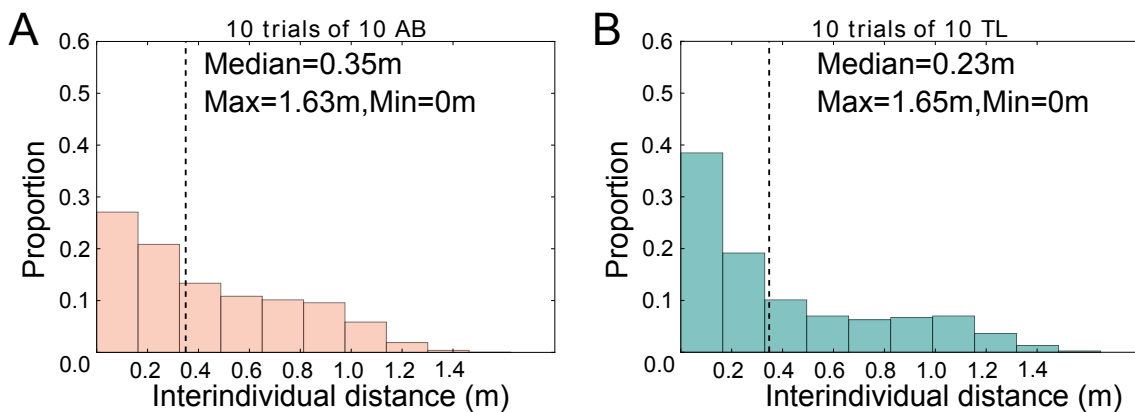 A
10 trials of 10 AB
Median=0.35m
Max=1.63m,Min=0m
Proportion
0.6
0.5
0.4
0.3
0.2
0.1
0.0
0.2 0.4 0.6 0.8 1.0 1.2 1.4
Interindividual distance (m)
B
10 trials of 10 TL
Median=0.23m
Max=1.65m,Min=0m
Proportion
0.6
0.5
0.4
0.3
0.2
0.1
0.0
0.2 0.4 0.6 0.8 1.0 1.2 1.4
Interindividual distance (m)